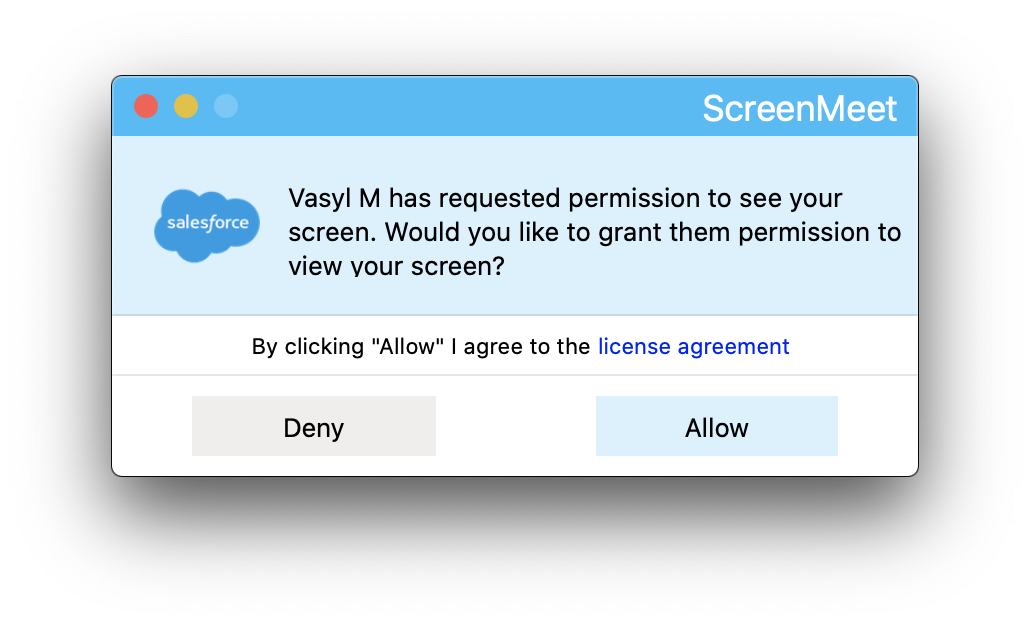 ScreenMeet
salesforce
Vasyl M has requested permission to see your
screen. Would you like to grant them permission to
view your screen?
By clicking "Allow" I agree to the license agreement
Deny
Allow